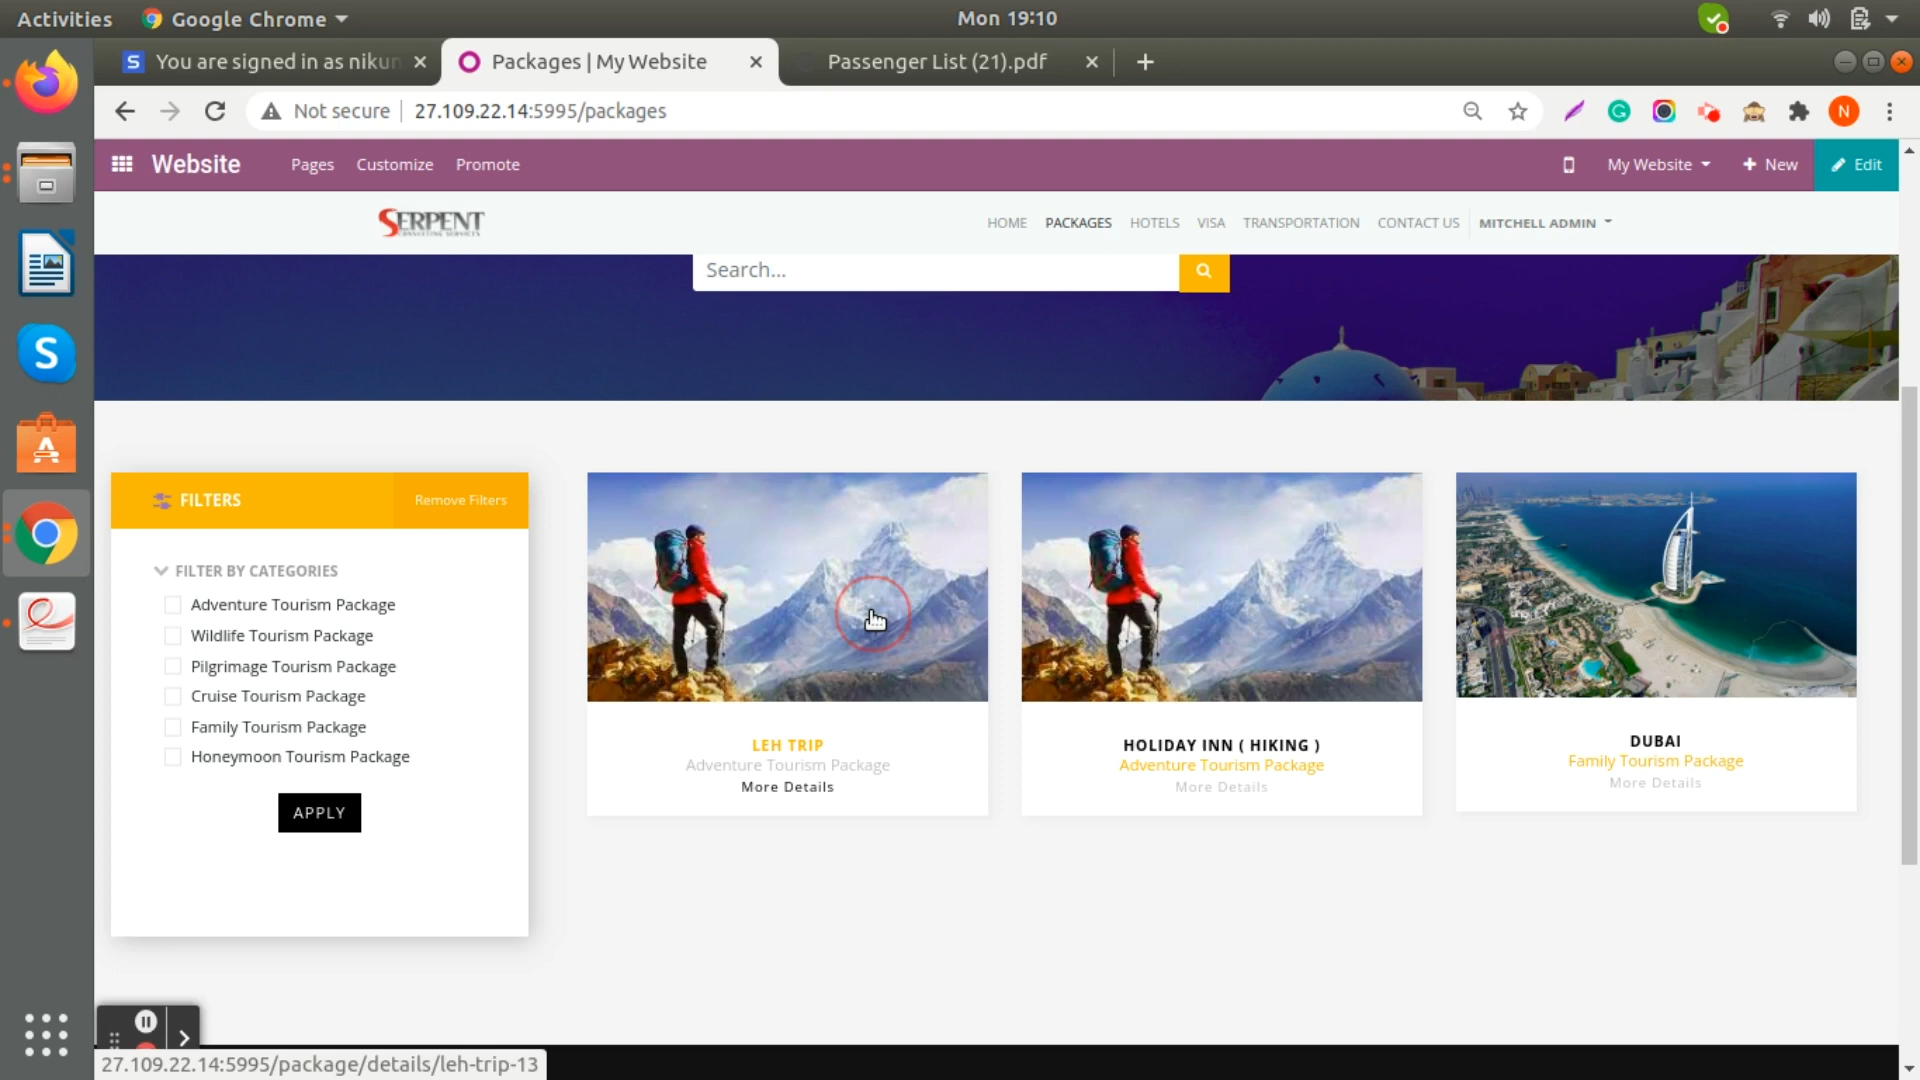 Activities
Google Chrome
Mon 19:10
You are signed in as nikun
Packages | My Website
Passenger List (21).pdf
Not secure
27.109.22.14:5995/packages
N
Website
Pages
Customize
Promote
My Website
New
Edit
SERPENT
CONSULTING SERVICES
HOME
PACKAGES
HOTELS
VISA
TRANSPORTATION
CONTACT US
MITCHELL ADMIN
Search...
FILTERS
Remove Filters
FILTER BY CATEGORIES
Adventure Tourism Package
Wildlife Tourism Package
Pilgrimage Tourism Package
Cruise Tourism Package
Family Tourism Package
Honeymoon Tourism Package
APPLY
LEH TRIP
Adventure Tourism Package
More Details
HOLIDAY INN ( HIKING )
Adventure Tourism Package
More Details
DUBAI
Family Tourism Package
More Details
27.109.22.14:5995/package/details/leh-trip-13